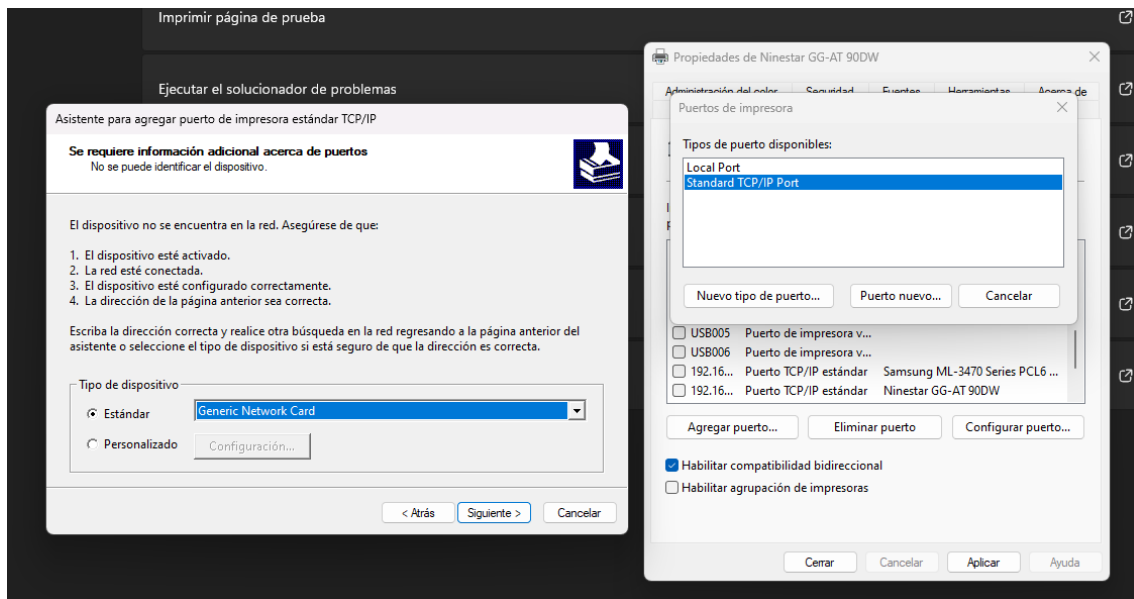 Imprimir página de prueba
Ejecutar el solucionador de problemas
Asistente para agregar puerto de impresora estándar TCP/IP
Se requiere información adicional acerca de puertos
No se puede identificar el dispositivo.
El dispositivo no se encuentra en la red. Asegúrese de que:
1. El dispositivo esté activado.
2. La red esté conectada.
3. El dispositivo esté configurado correctamente.
4. La dirección de la página anterior sea correcta.
Escriba la dirección correcta y realice otra búsqueda en la red regresando a la página anterior del
asistente o seleccione el tipo de dispositivo si está seguro de que la dirección es correcta.
Tipo de dispositivo
Estándar
Generic Network Card
Personalizado
Configuración...
< Atrás
Siguiente >
Cancelar
Propiedades de Ninestar GG-AT 90DW
Administración del color Seguridad Fuentes Herramientas Acerca de
Puertos de impresora
Tipos de puerto disponibles:
Local Port
Standard TCP/IP Port
Nuevo tipo de puerto...
Puerto nuevo...
Cancelar
USB005 Puerto de impresora v...
USB006 Puerto de impresora v...
192.16... Puerto TCP/IP estándar Samsung ML-3470 Series PCL6 ...
192.16... Puerto TCP/IP estándar Ninestar GG-AT 90DW
Agregar puerto...
Eliminar puerto
Configurar puerto...
Habilitar compatibilidad bidireccional
Habilitar agrupación de impresoras
Cerrar
Cancelar
Aplicar
Ayuda